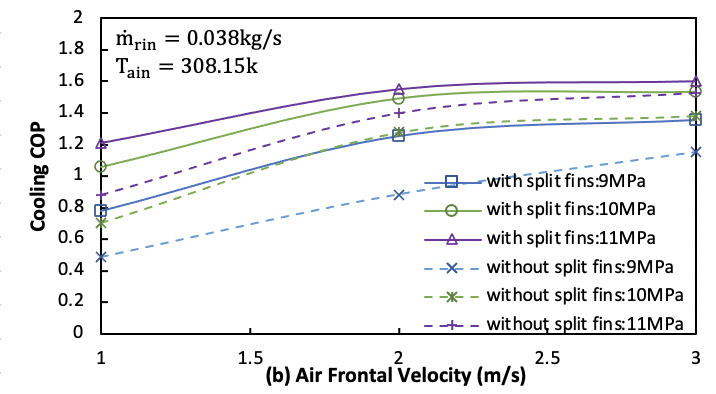 2
1.8
1.6
1.4
1.2
1
0.8
0.6
0.4
0.2
0
Cooling COP
ṁrin = 0.038kg/s
Tain = 308.15k
with split fins:9MPa
with split fins:10MPa
with split fins:11MPa
without split fins:9MPa
without split fins:10MPa
without split fins:11MPa
1 1.5 2 2.5 3
(b) Air Frontal Velocity (m/s)